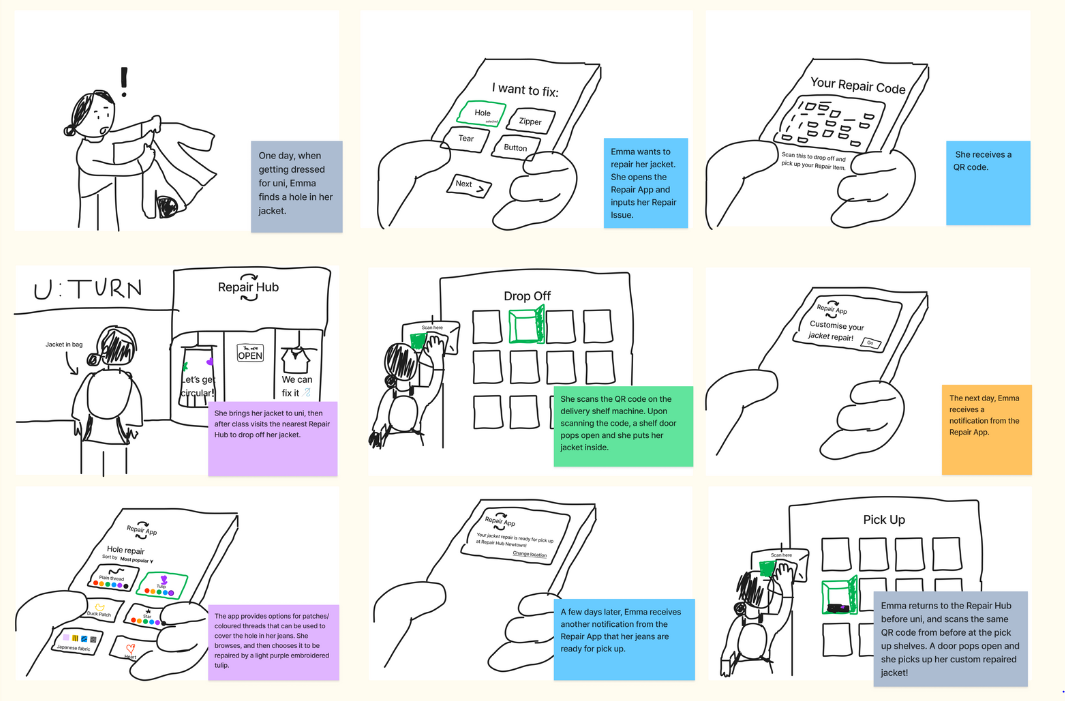 !
One day, when
getting dressed
for uni, Emma
finds a hole in her
jacket.
I want to fix:
Hole
selected
Zipper
Tear
Button
Next >
Emma wants to
repair her jacket.
She opens the
Repair App and
inputs her Repair
Issue.
Your Repair Code
Scan this to drop off and
pick up your Repair Item.
She receives a
QR code.
U:TURN
Repair Hub
Jacket in bag
OPEN
Let's get
circular!
We can
fix it
She brings her jacket to uni, then
after class visits the nearest Repair
Hub to drop off her jacket.
Drop Off
Scan here
She scans the QR code on the
delivery shelf machine. Upon
scanning the code, a shelf door
pops open and she puts her
jacket inside.
Repair App
Customise your
jacket repair!
Go
The next day, Emma
receives a
notification from the
Repair App.
Repair App
Hole repair
Sort by Most popular
Plain thread
Tulip
Duck Patch
Star
Japanese fabric
Heart
The app provides options for patches/
coloured threads that can be used to
cover the hole in her jeans. She
browses, and then chooses it to be
repaired by a light purple embroidered
tulip.
Repair App
Your jacket repair is ready for pick up
at Repair Hub Newtown!
Change location
A few days later, Emma receives
another notification from the
Repair App that her jeans are
ready for pick up.
Pick Up
Scan here
Emma returns to the Repair Hub
before uni, and scans the same
QR code from before at the pick
up shelves. A door pops open and
she picks up her custom repaired
jacket!